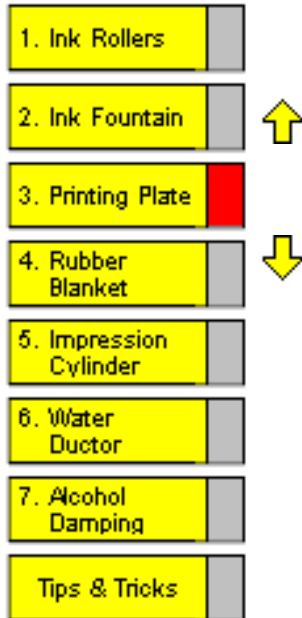 1. Ink Rollers
2. Ink Fountain
3. Printing Plate
4. Rubber
Blanket
5. Impression
Cylinder
6. Water
Ductor
7. Alcohol
Damping
Tips & Tricks